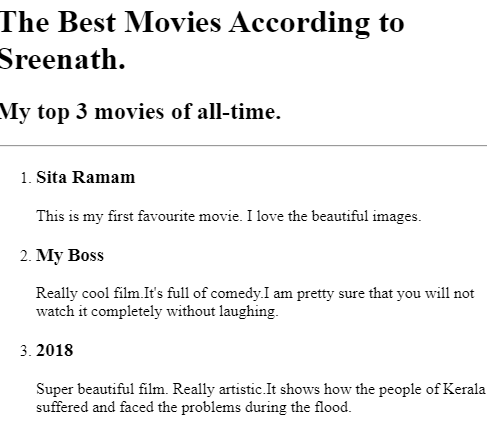 The Best Movies According to
Sreenath.
My top 3 movies of all-time.
1. Sita Ramam
This is my first favourite movie. I love the beautiful images.
2. My Boss
Really cool film.It's full of comedy.I am pretty sure that you will not
watch it completely without laughing.
3. 2018
Super beautiful film. Really artistic.It shows how the people of Kerala
suffered and faced the problems during the flood.